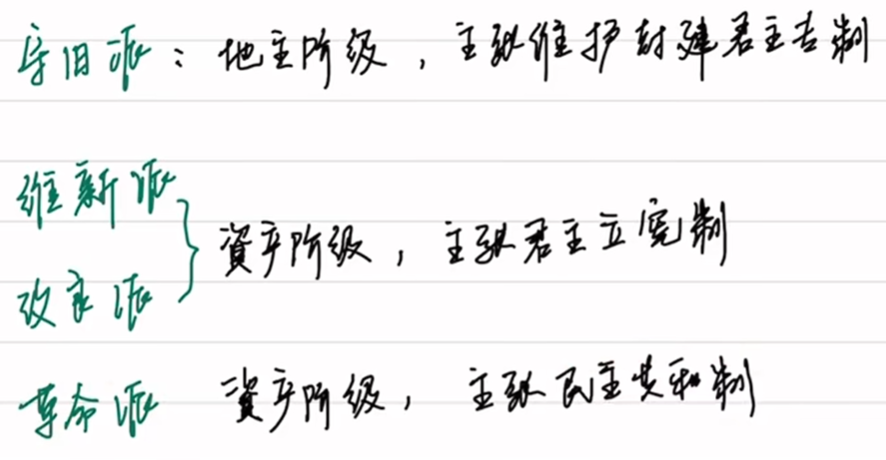 守旧派：地主阶级，主张维护封建君主专制
维新派
改良派
資产阶级，主张君主立宪制
革命派 資产阶级，主张民主共和制